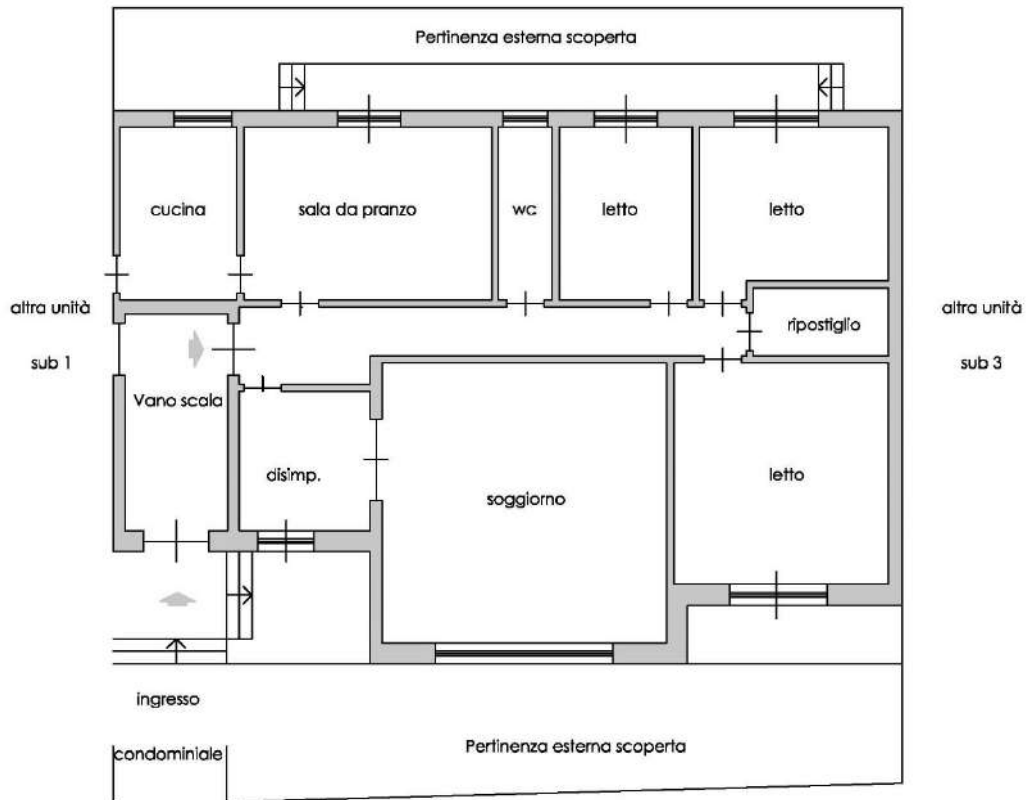 Pertinenza esterna scoperta
cucina
sala da pranzo
wc
letto
letto
altra unità
sub 1
ripostiglio
altra unità
sub 3
Vano scala
disimp.
soggiorno
letto
ingresso
condominiale
Pertinenza esterna scoperta